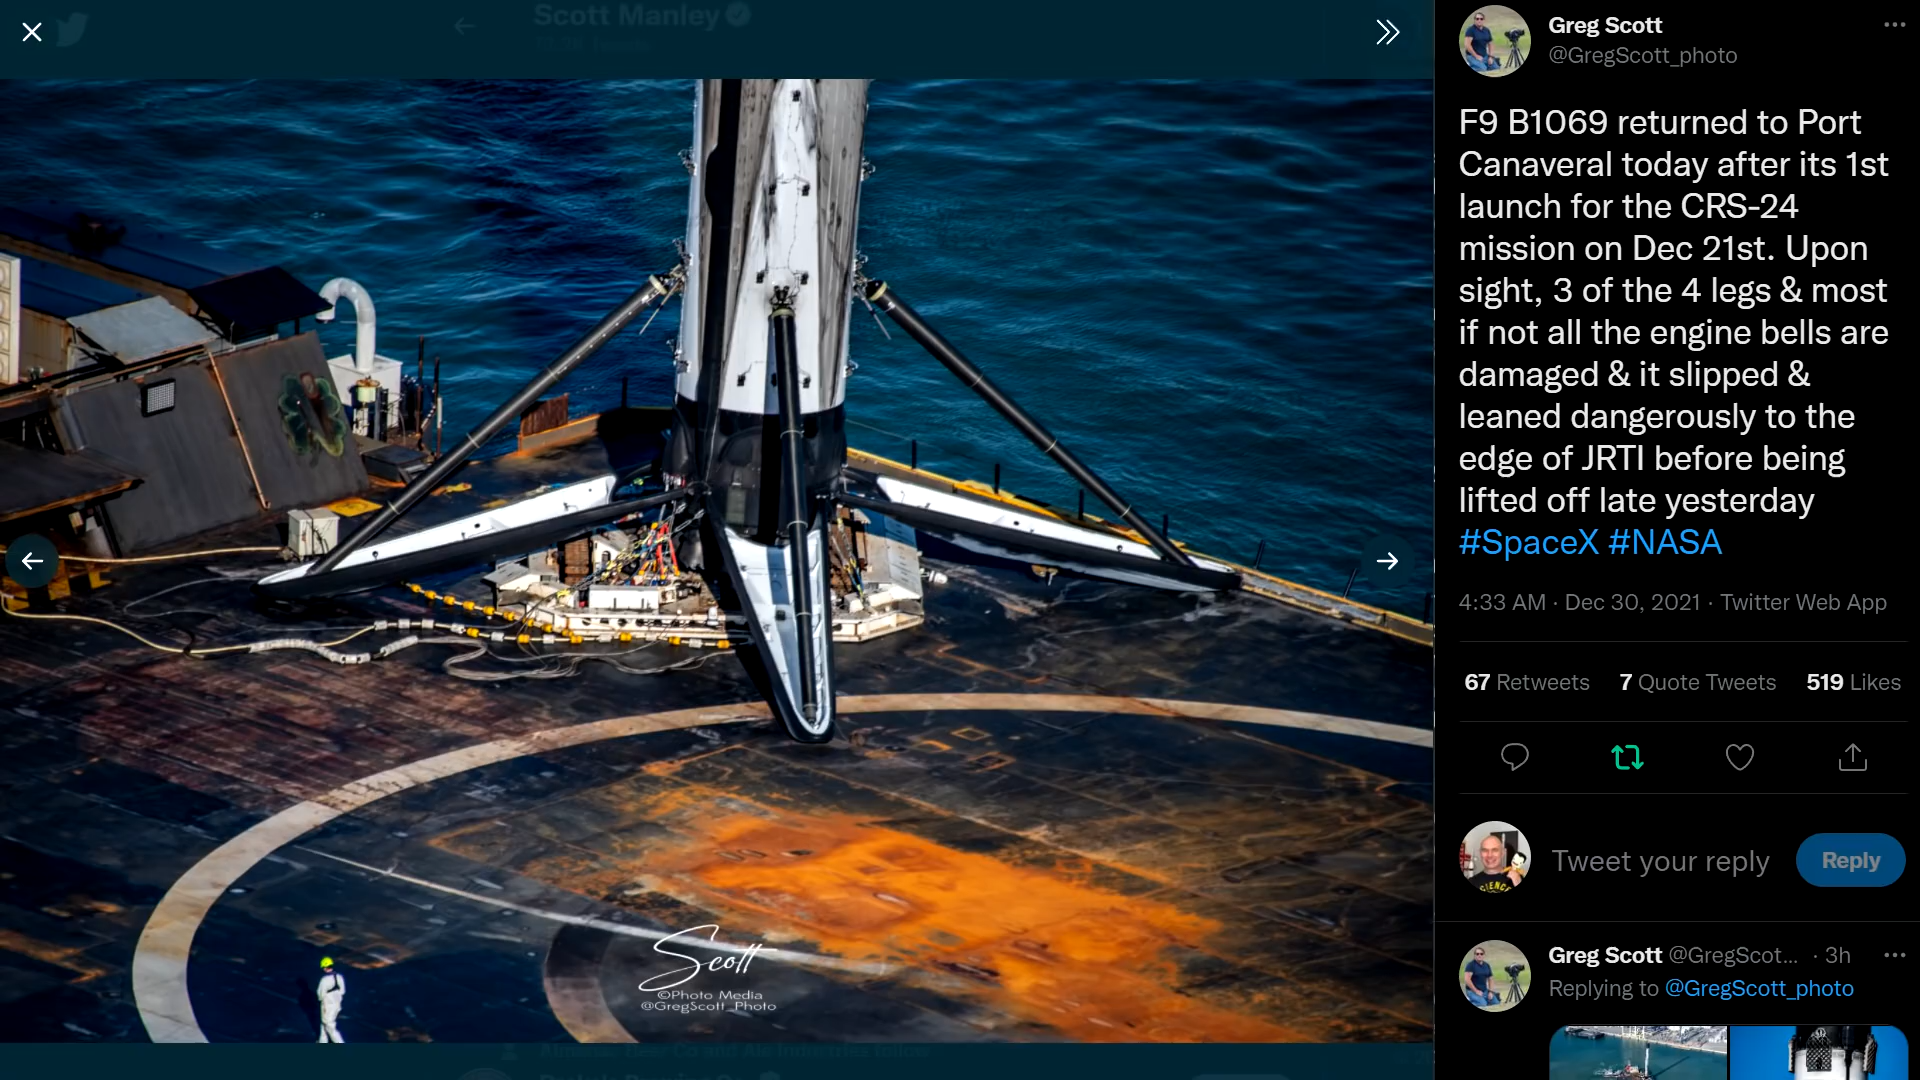 Scott Manley
Greg Scott
@GregScott_photo
F9 B1069 returned to Port
Canaveral today after its 1st
launch for the CRS-24
mission on Dec 21st. Upon
sight, 3 of the 4 legs & most
if not all the engine bells are
damaged & it slipped &
leaned dangerously to the
edge of JRTI before being
lifted off late yesterday
#SpaceX #NASA
4:33 AM · Dec 30, 2021 · Twitter Web App
67 Retweets 7 Quote Tweets 519 Likes
Tweet your reply
Reply
Greg Scott @GregScot... · 3h
Replying to @GregScott_photo
Scott
©Photo Media
@GregScott_Photo